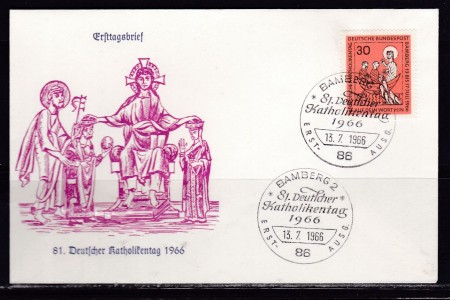 Ersttagsbrief
81. Deutscher Katholikentag 1966
30
DEUTSCHE BUNDESPOST
BAMBERG 2
81. Deutscher
Katholikentag
1966
13.7.1966
ERST-
AUSG.
86
BAMBERG 2
81. Deutscher
Katholikentag
1966
13.7.1966
ERST-
AUSG.
86